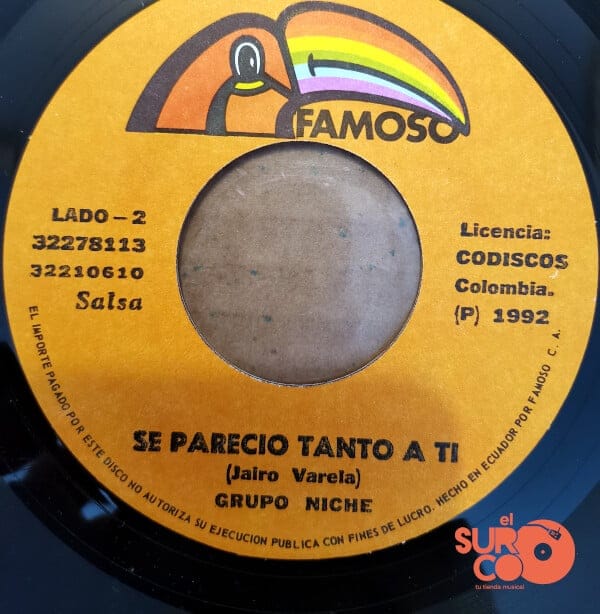 FAMOSO
LADO - 2
32278113
32210610
Salsa
Licencia:
CODISCOS
Colombia.
(P) 1992
SE PARECIO TANTO A TI
(Jairo Varela)
GRUPO NICHE
EL IMPORTE PAGADO POR ESTE DISCO NO AUTORIZA SU EJECUCION PUBLICA CON FINES DE LUCRO. HECHO EN ECUADOR POR FAMOSO C. A.
el
SURCO
tu tienda musical